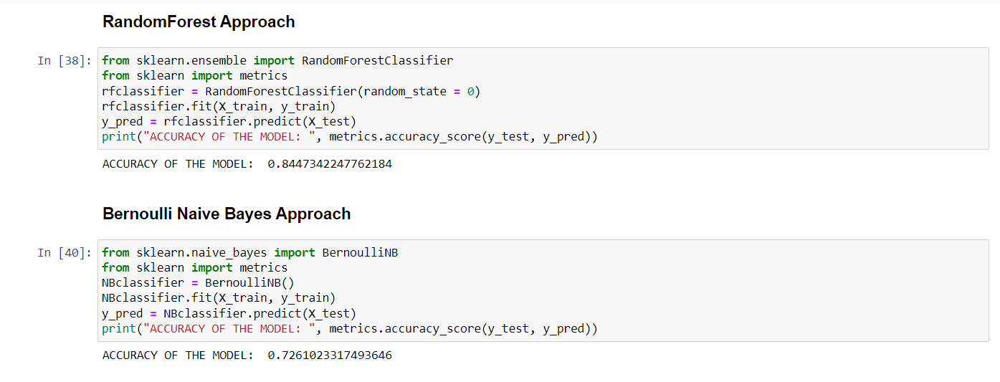 RandomForest Approach
In [38]:
from sklearn.ensemble import RandomForestClassifier
from sklearn import metrics
rfclassifier = RandomForestClassifier(random_state = 0)
rfclassifier.fit(X_train, y_train)
y_pred = rfclassifier.predict(X_test)
print("ACCURACY OF THE MODEL: ", metrics.accuracy_score(y_test, y_pred))
ACCURACY OF THE MODEL:  0.8447342247762184
Bernoulli Naive Bayes Approach
In [40]:
from sklearn.naive_bayes import BernoulliNB
from sklearn import metrics
NBclassifier = BernoulliNB()
NBclassifier.fit(X_train, y_train)
y_pred = NBclassifier.predict(X_test)
print("ACCURACY OF THE MODEL: ", metrics.accuracy_score(y_test, y_pred))
ACCURACY OF THE MODEL:  0.7261023317493646